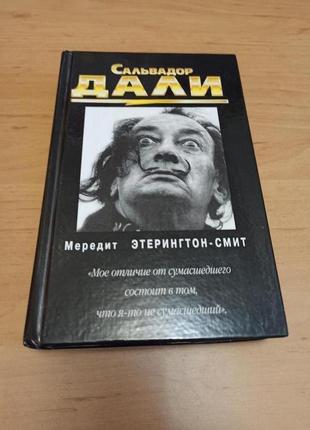 Сальвадор
ДАЛИ
Мередит ЭТЕРИНГТОН-СМИТ
«Мое отличие от сумасшедшего
состоит в том,
что я-то не сумасшедший».